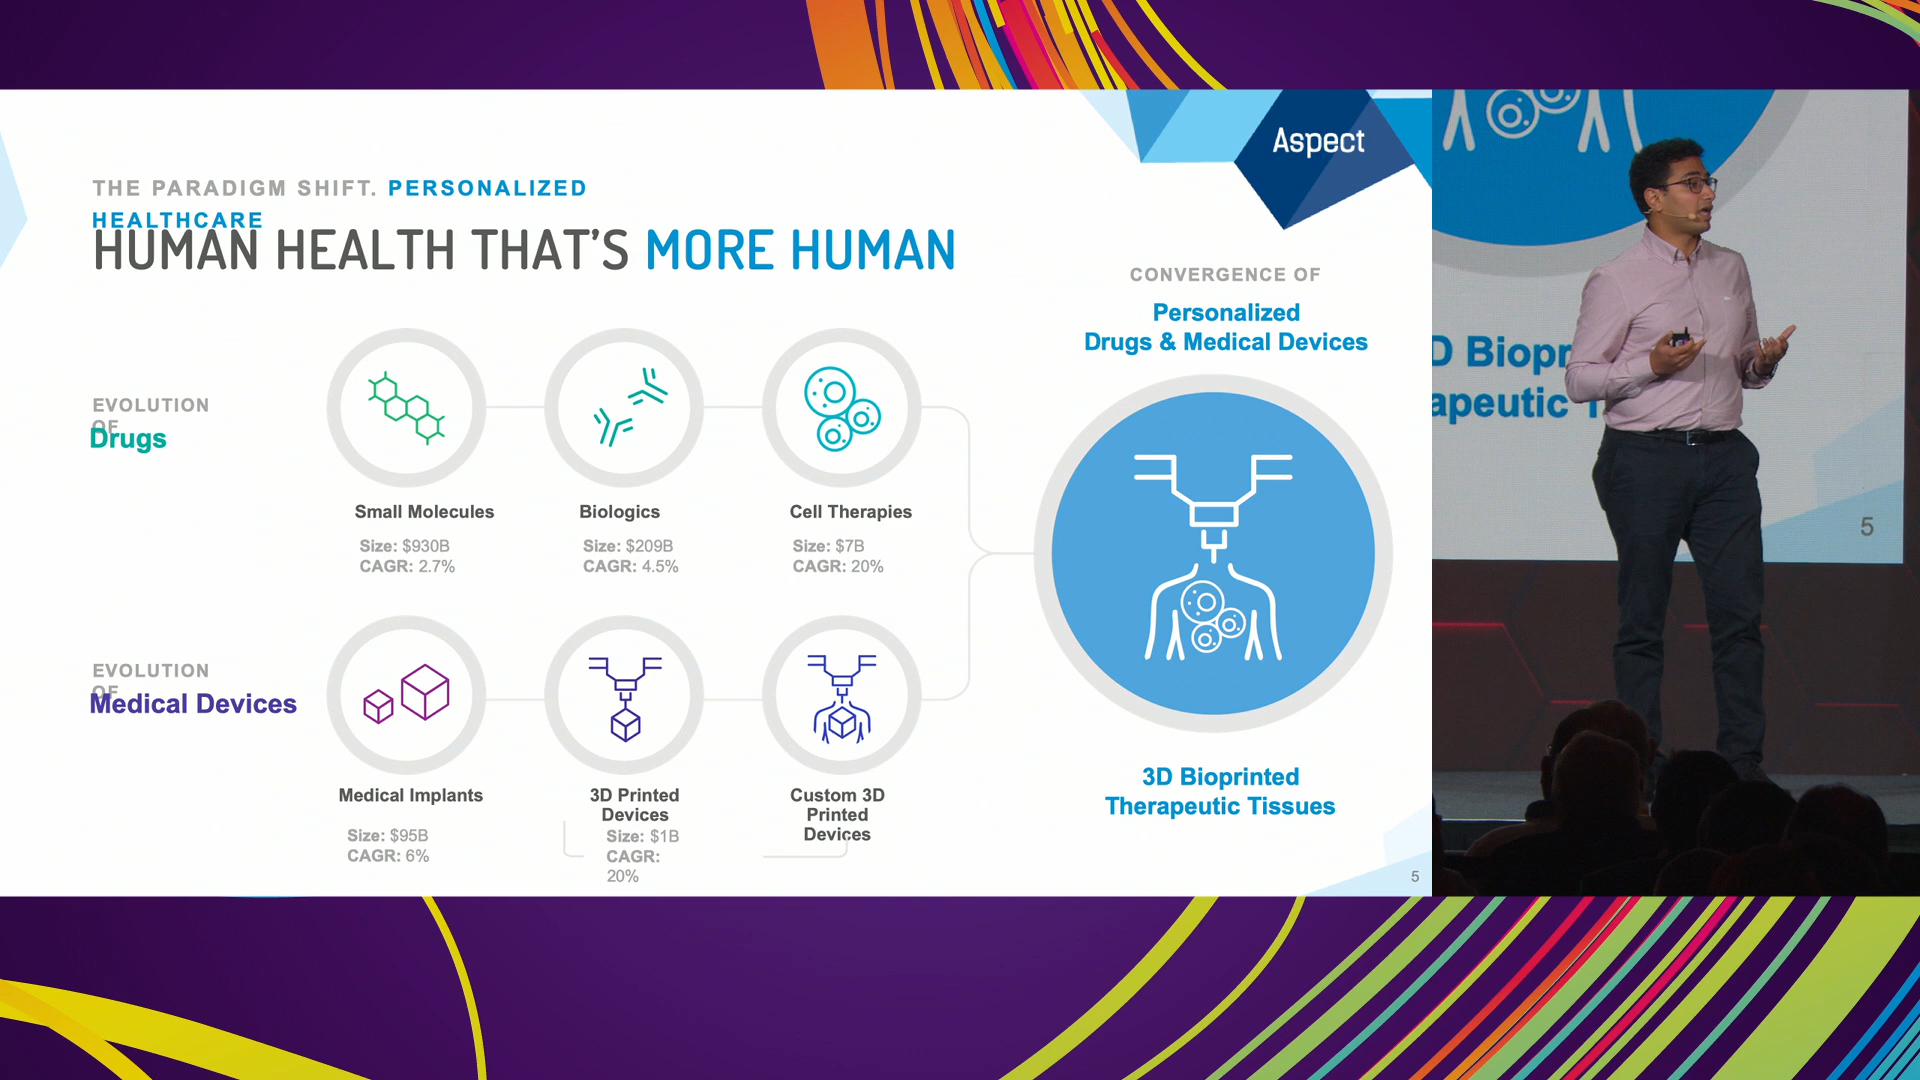 Aspect
THE PARADIGM SHIFT. PERSONALIZED
HEALTHCARE
HUMAN HEALTH THAT'S MORE HUMAN
CONVERGENCE OF
Personalized
Drugs & Medical Devices
EVOLUTION
OF
Drugs
Small Molecules
Size: $930B
CAGR: 2.7%
Biologics
Size: $209B
CAGR: 4.5%
Cell Therapies
Size: $7B
CAGR: 20%
EVOLUTION
OF
Medical Devices
Medical Implants
Size: $95B
CAGR: 6%
3D Printed
Devices
Size: $1B
CAGR:
20%
Custom 3D
Printed
Devices
3D Bioprinted
Therapeutic Tissues
5
D Biopr
apeutic T
5